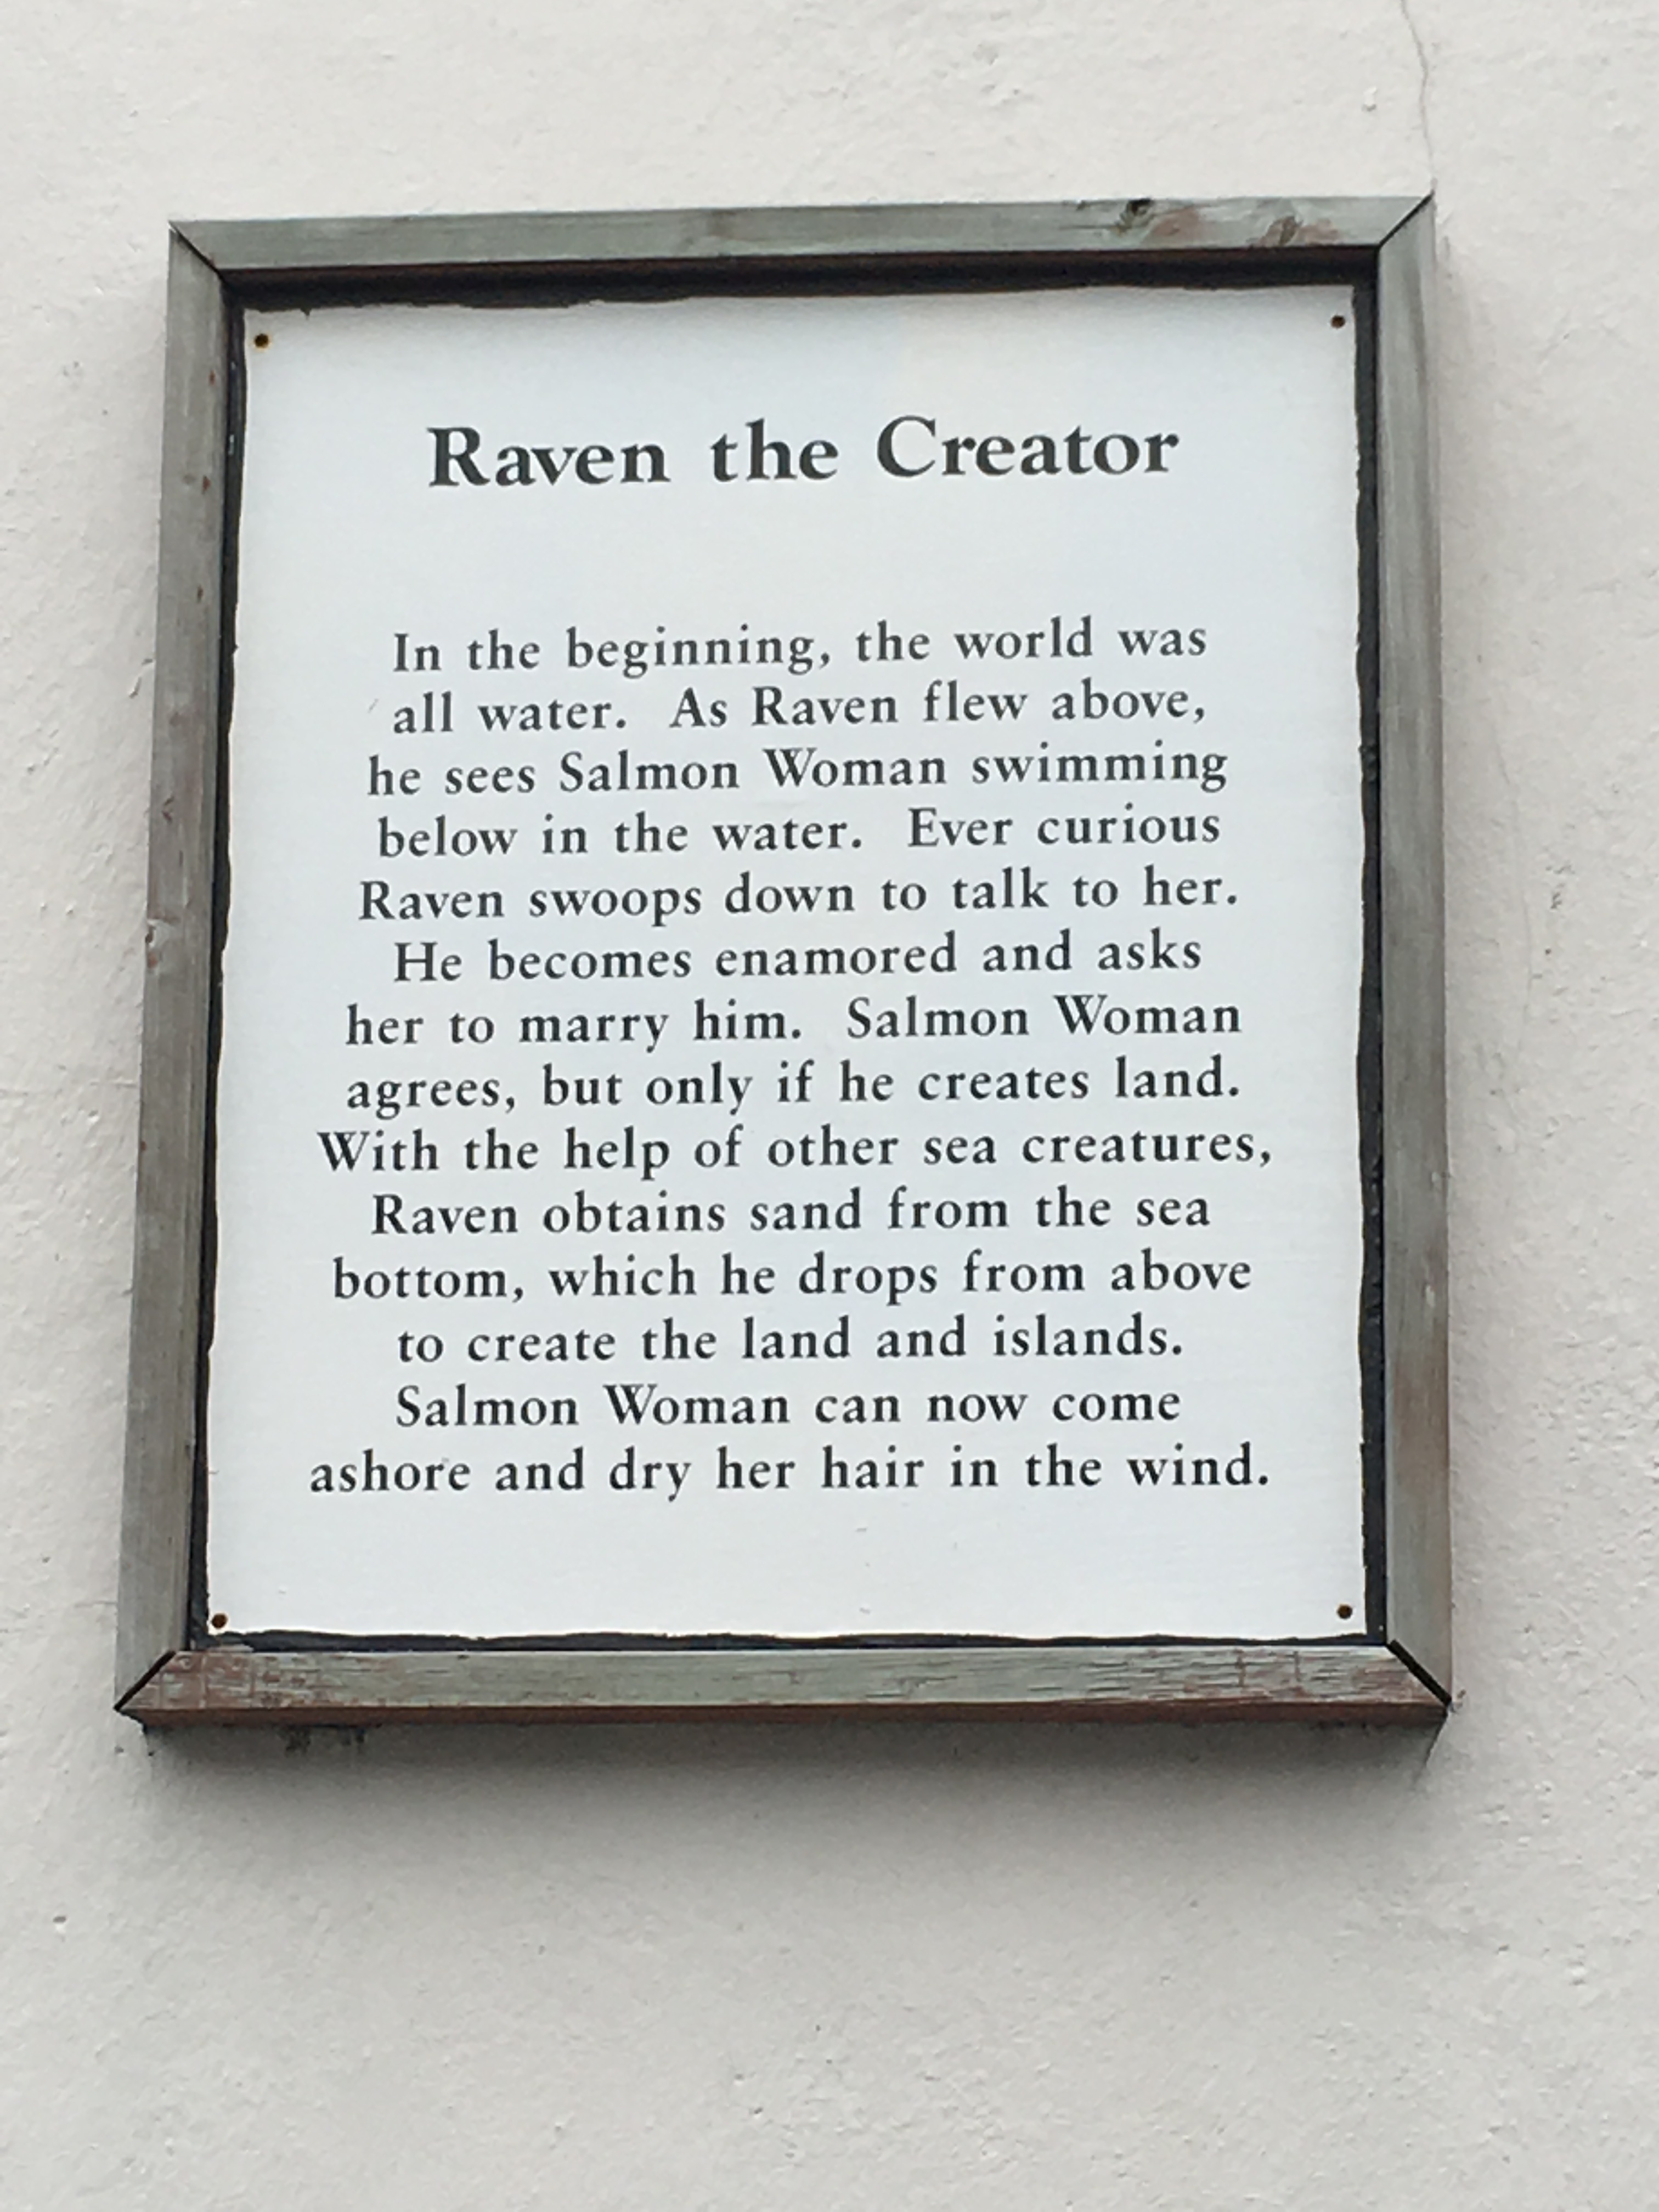 Raven the Creator
In the beginning, the world was
all water. As Raven flew above,
he sees Salmon Woman swimming
below in the water. Ever curious
Raven swoops down to talk to her.
He becomes enamored and asks
her to marry him. Salmon Woman
agrees, but only if he creates land.
With the help of other sea creatures,
Raven obtains sand from the sea
bottom, which he drops from above
to create the land and islands.
Salmon Woman can now come
ashore and dry her hair in the wind.